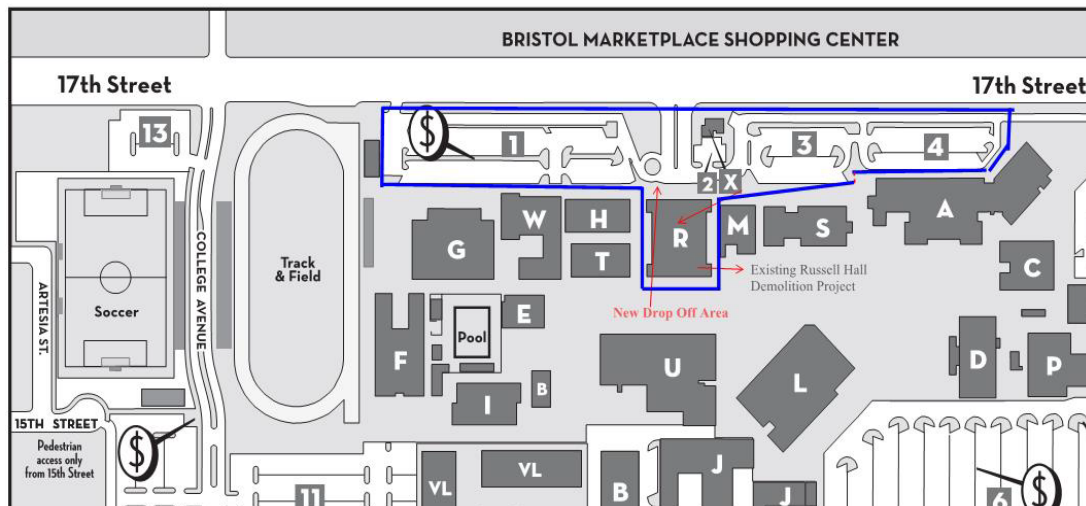 BRISTOL MARKETPLACE SHOPPING CENTER
17th Street
17th Street
13
$
1
3
4
2
X
A
W
H
R
M
S
G
T
C
COLLEGE AVENUE
Track
& Field
Existing Russell Hall
Demolition Project
ARTESIA ST.
Soccer
New Drop Off Area
E
Pool
F
U
L
D
P
B
I
15TH STREET
Pedestrian
access only
from 15th Street
$
VL
VL
B
J
J
11
6
$